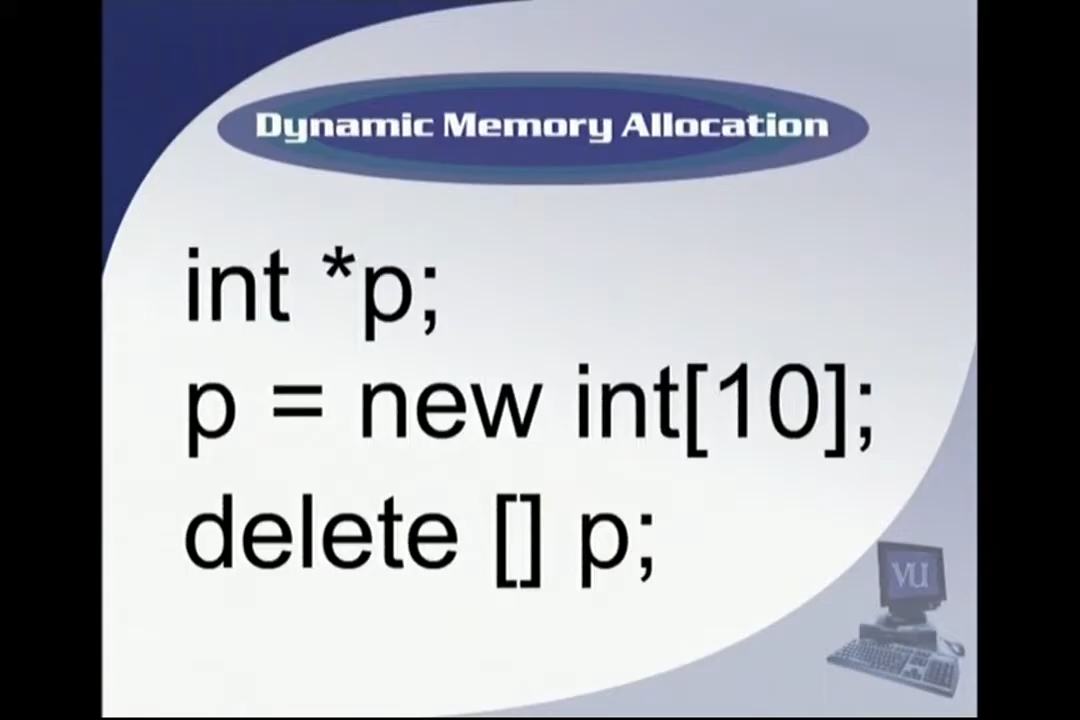 Dynamic Memory Allocation
int *p;
p = new int[10];
delete [] p;
VU